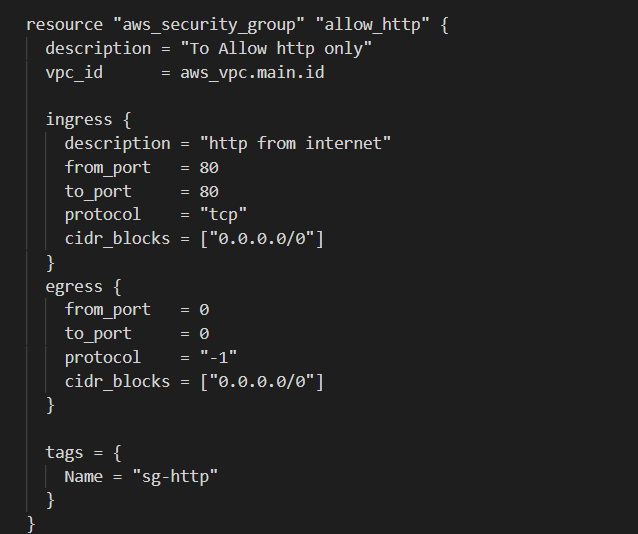 resource "aws_security_group" "allow_http" {
  description = "To Allow http only"
  vpc_id      = aws_vpc.main.id

  ingress {
    description = "http from internet"
    from_port   = 80
    to_port     = 80
    protocol    = "tcp"
    cidr_blocks = ["0.0.0.0/0"]
  }
  egress {
    from_port   = 0
    to_port     = 0
    protocol    = "-1"
    cidr_blocks = ["0.0.0.0/0"]
  }

  tags = {
    Name = "sg-http"
  }
}